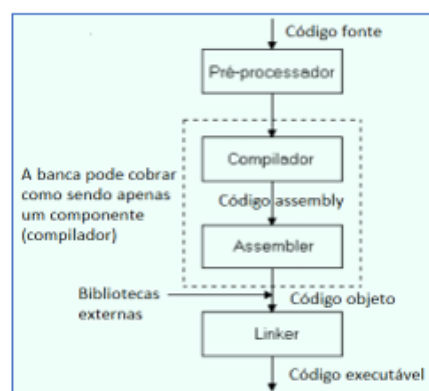 Código fonte
Pré-processador
Compilador
A banca pode cobrar
como sendo apenas
um componente
(compilador)
Código assembly
Assembler
Bibliotecas
externas
Código objeto
Linker
Código executável